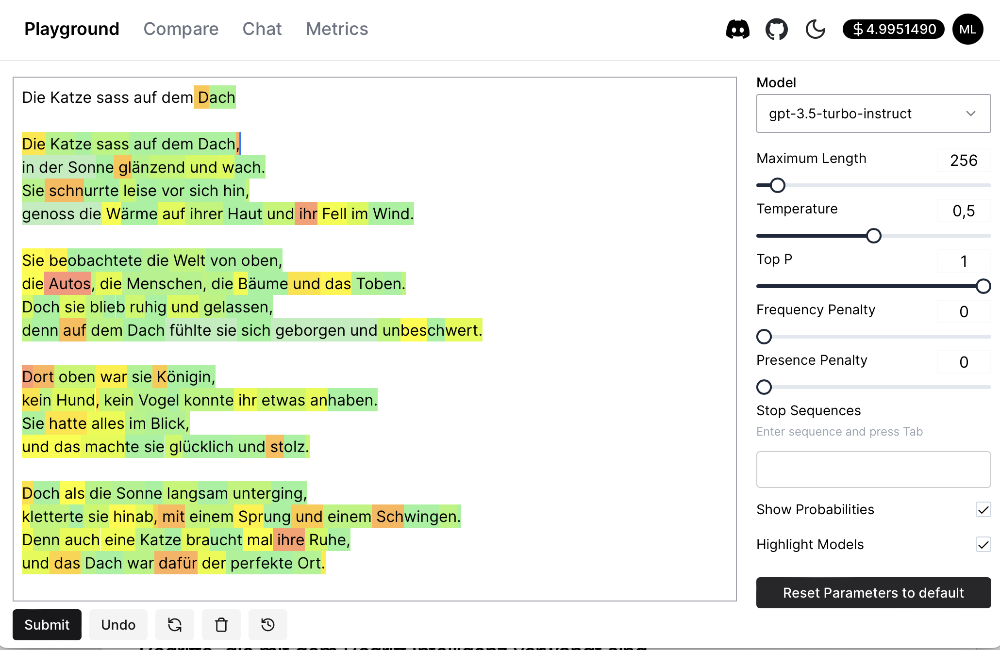 Playground Compare Chat Metrics $ 4.9951490 ML
Die Katze sass auf dem Dach
Die Katze sass auf dem Dach,
in der Sonne glänzend und wach.
Sie schnurrte leise vor sich hin,
genoss die Wärme auf ihrer Haut und ihr Fell im Wind.
Sie beobachtete die Welt von oben,
die Autos, die Menschen, die Bäume und das Toben.
Doch sie blieb ruhig und gelassen,
denn auf dem Dach fühlte sie sich geborgen und unbeschwert.
Dort oben war sie Königin,
kein Hund, kein Vogel konnte ihr etwas anhaben.
Sie hatte alles im Blick,
und das machte sie glücklich und stolz.
Doch als die Sonne langsam unterging,
kletterte sie hinab, mit einem Sprung und einem Schwingen.
Denn auch eine Katze braucht mal ihre Ruhe,
und das Dach war dafür der perfekte Ort.
Submit Undo
Model
gpt-3.5-turbo-instruct
Maximum Length 256
Temperature 0,5
Top P 1
Frequency Penalty 0
Presence Penalty 0
Stop Sequences
Enter sequence and press Tab
Show Probabilities
Highlight Models
Reset Parameters to default